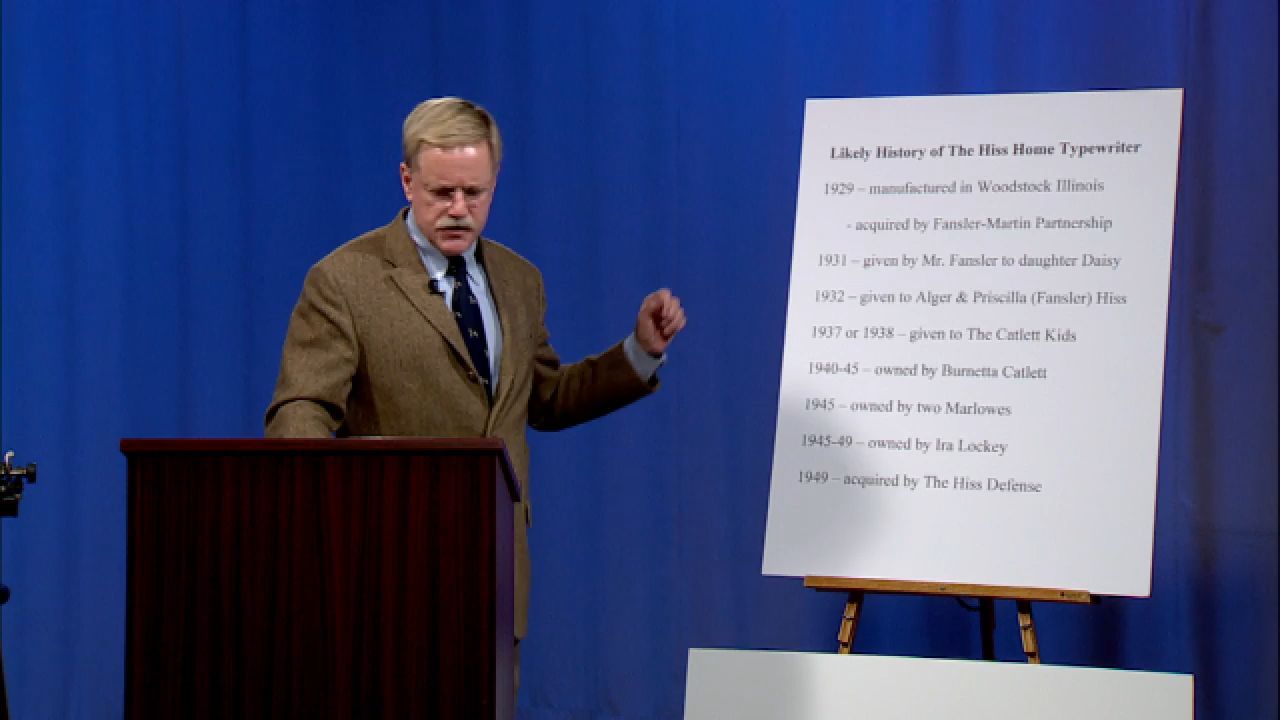 Likely History of The Hiss Home Typewriter
1929 – manufactured in Woodstock Illinois
- acquired by Fansler-Martin Partnership
1931 – given by Mr. Fansler to daughter Daisy
1932 – given to Alger & Priscilla (Fansler) Hiss
1937 or 1938 – given to The Catlett Kids
1940-45 – owned by Burnetta Catlett
1945 – owned by two Marlowes
1945-49 – owned by Ira Lockey
1949 – acquired by The Hiss Defense